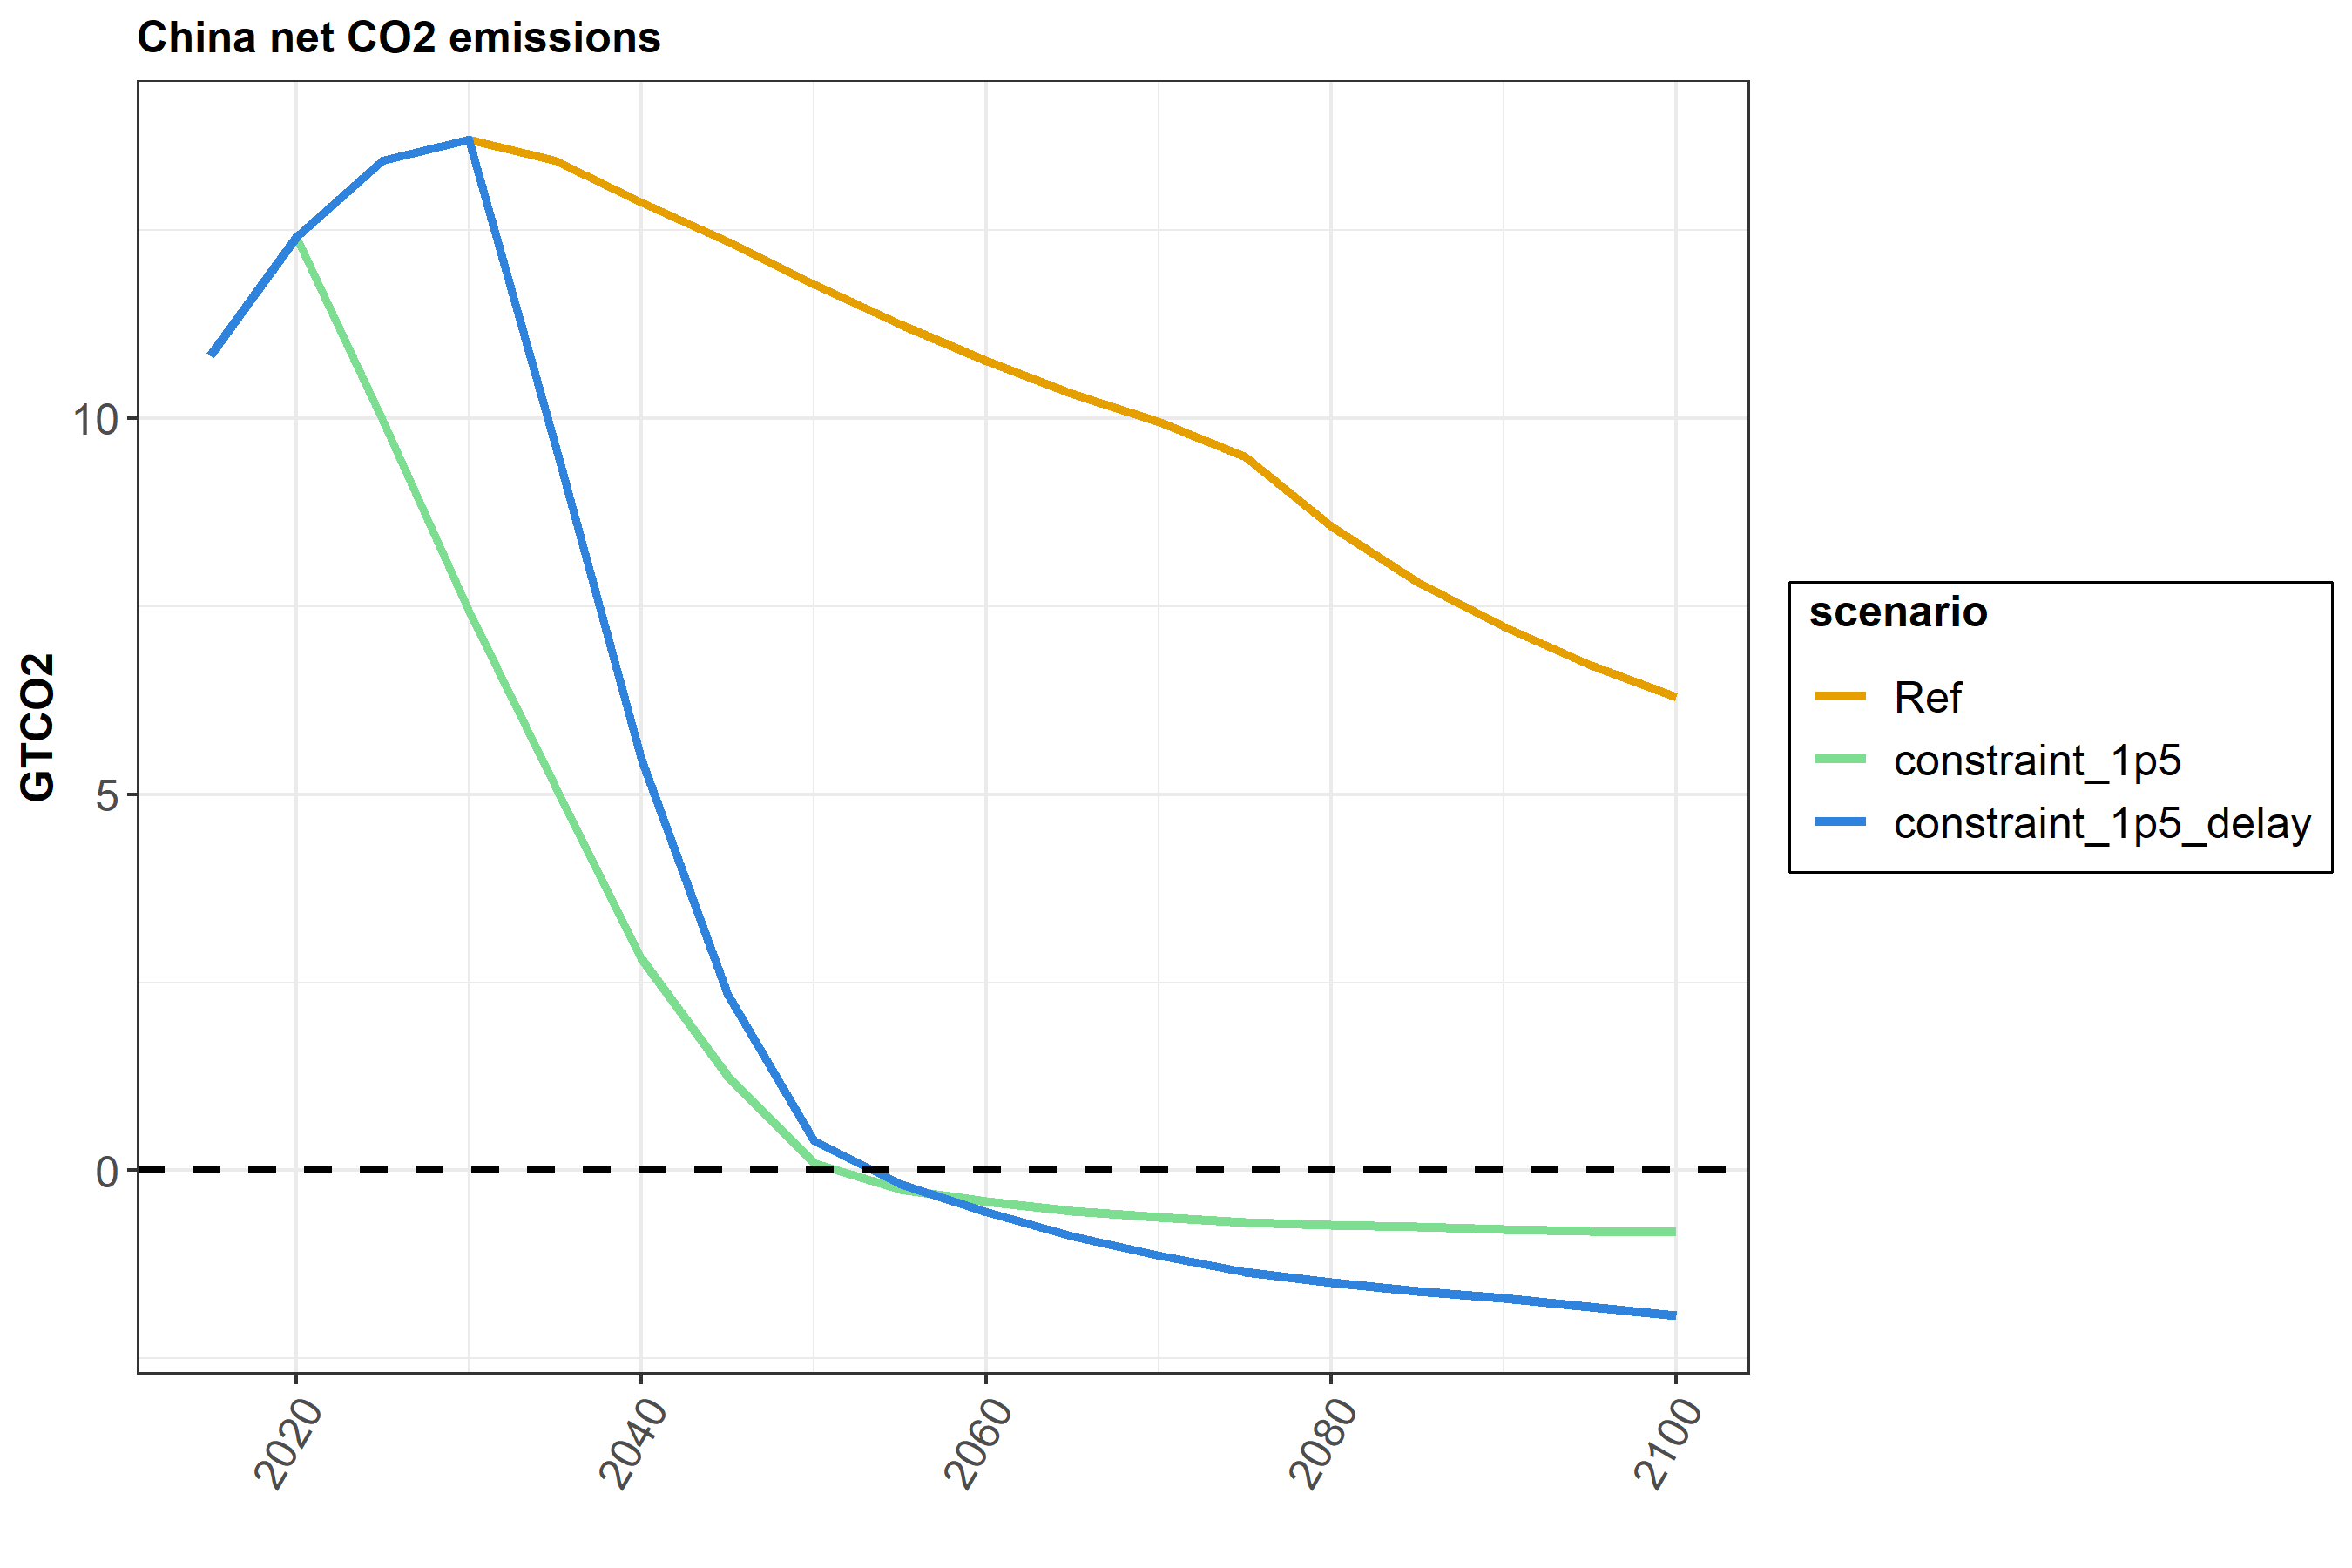 China net CO2 emissions
GTCO2
10
5
0
2020
2040
2060
2080
2100
scenario
Ref
constraint_1p5
constraint_1p5_delay